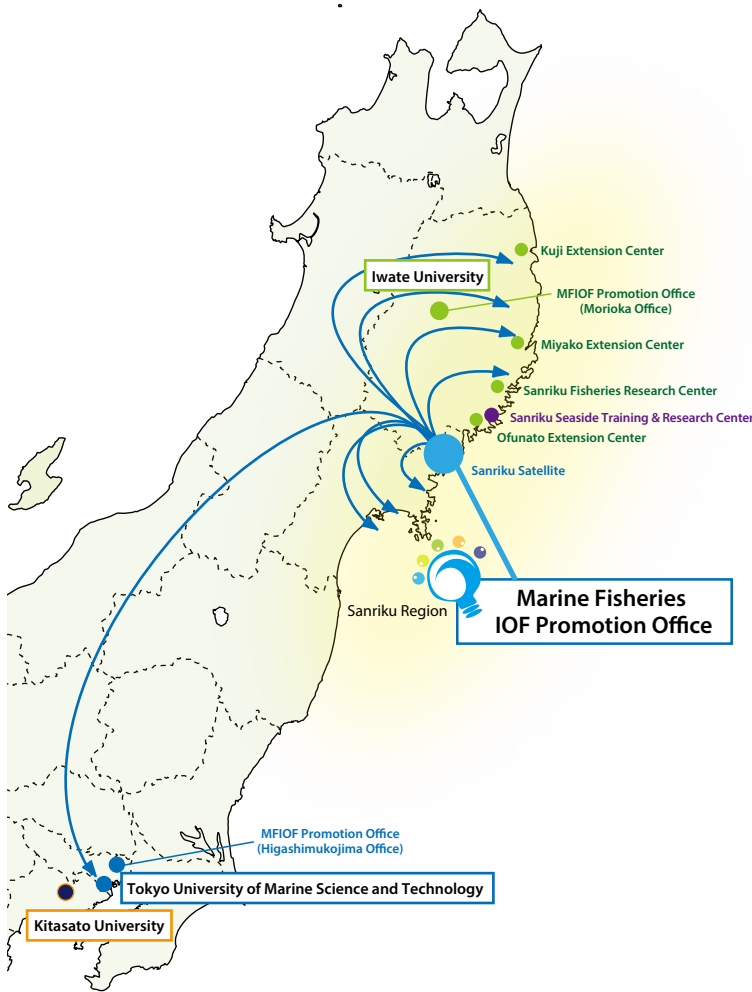 Kuji Extension Center
Iwate University
MFIOF Promotion Office
(Morioka Office)
Miyako Extension Center
Sanriku Fisheries Research Center
Sanriku Seaside Training & Research Center
Ofunato Extension Center
Sanriku Satellite
Sanriku Region
Marine Fisheries
IOF Promotion Office
MFIOF Promotion Office
(Higashimukojima Office)
Tokyo University of Marine Science and Technology
Kitasato University